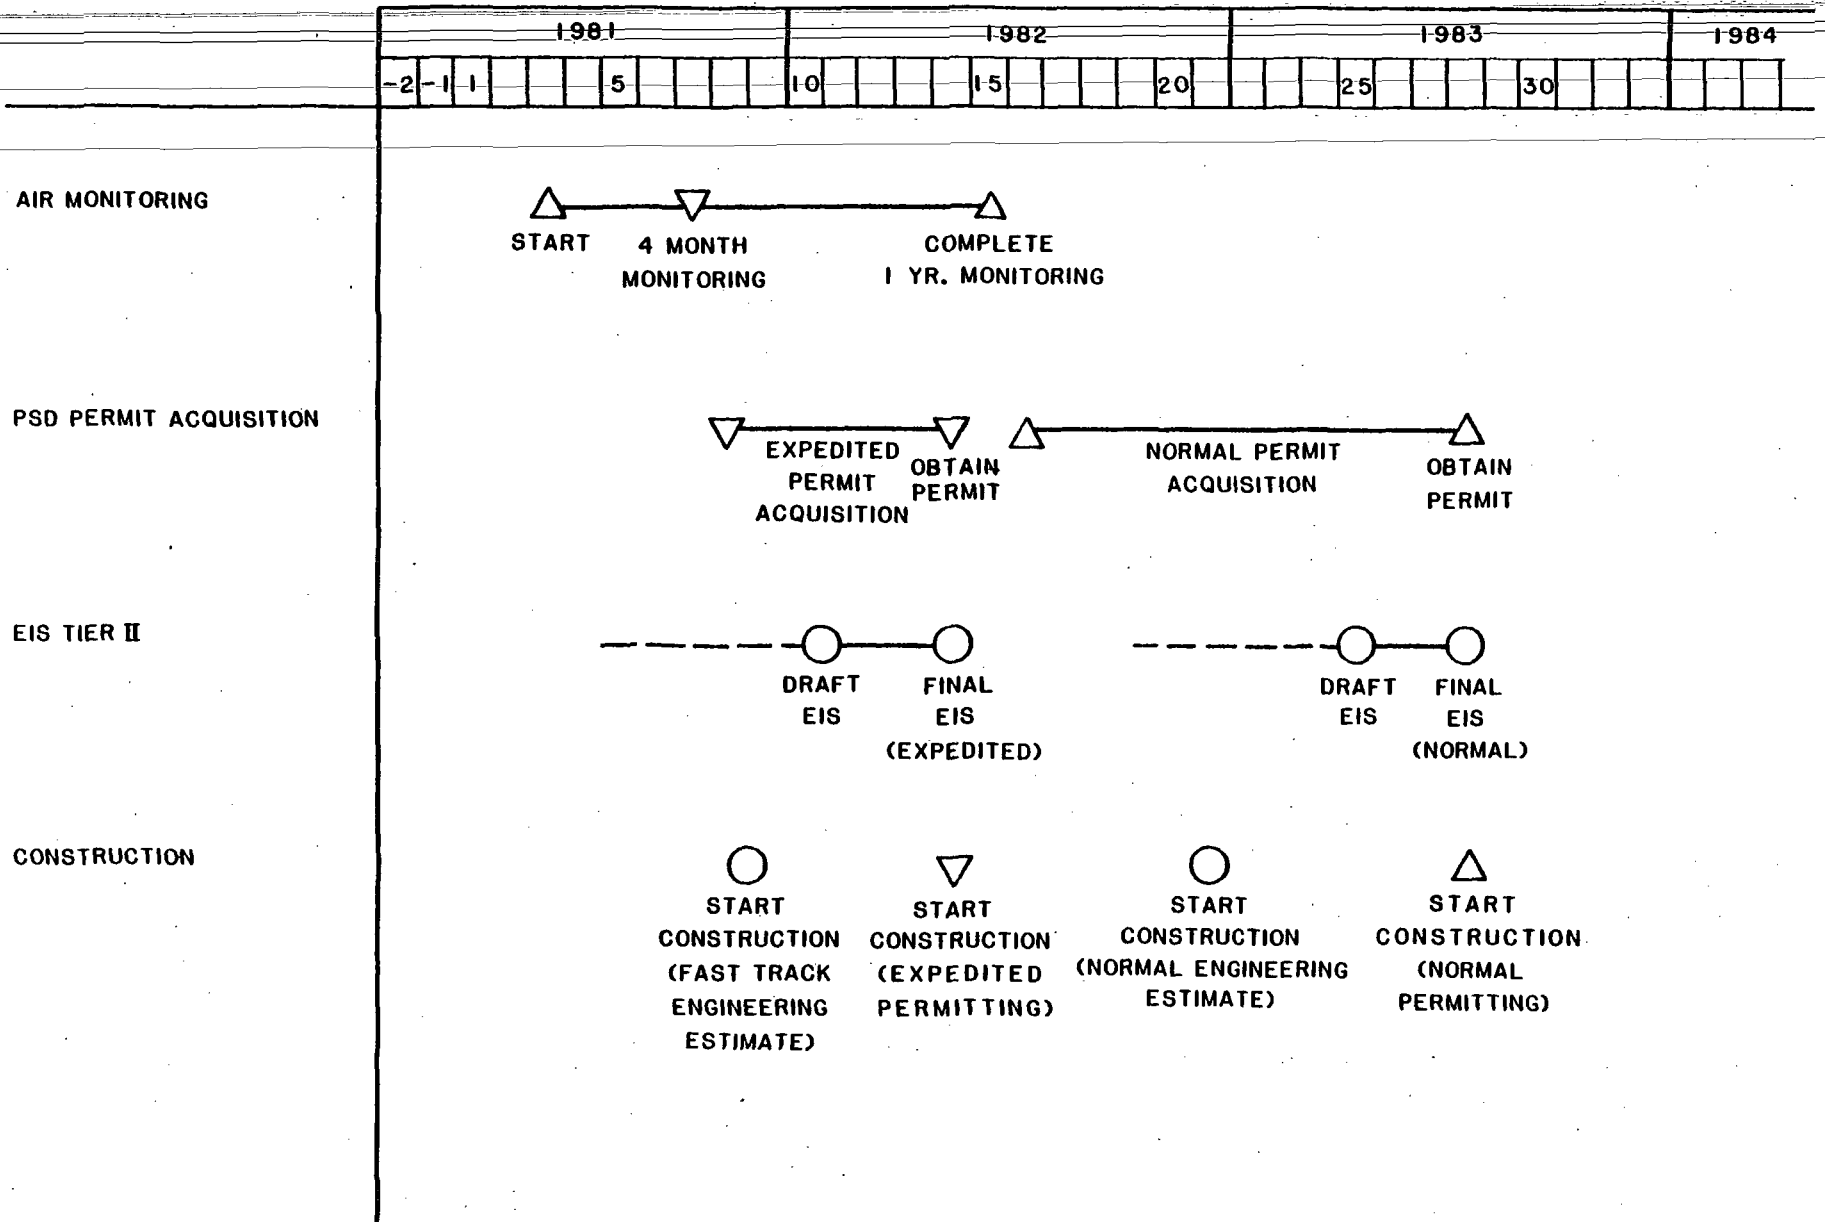 1981 1982 1983 1984
-2 -1 1 5 10 15 20 25 30
AIR MONITORING
START
4 MONTH
MONITORING
COMPLETE
1 YR. MONITORING
PSD PERMIT ACQUISITION
EXPEDITED
PERMIT
ACQUISITION
OBTAIN
PERMIT
NORMAL PERMIT
ACQUISITION
OBTAIN
PERMIT
EIS TIER II
DRAFT
EIS
FINAL
EIS
(EXPEDITED)
DRAFT
EIS
FINAL
EIS
(NORMAL)
CONSTRUCTION
START
CONSTRUCTION
(FAST TRACK
ENGINEERING
ESTIMATE)
START
CONSTRUCTION
(EXPEDITED
PERMITTING)
START
CONSTRUCTION
(NORMAL ENGINEERING
ESTIMATE)
START
CONSTRUCTION
(NORMAL
PERMITTING)